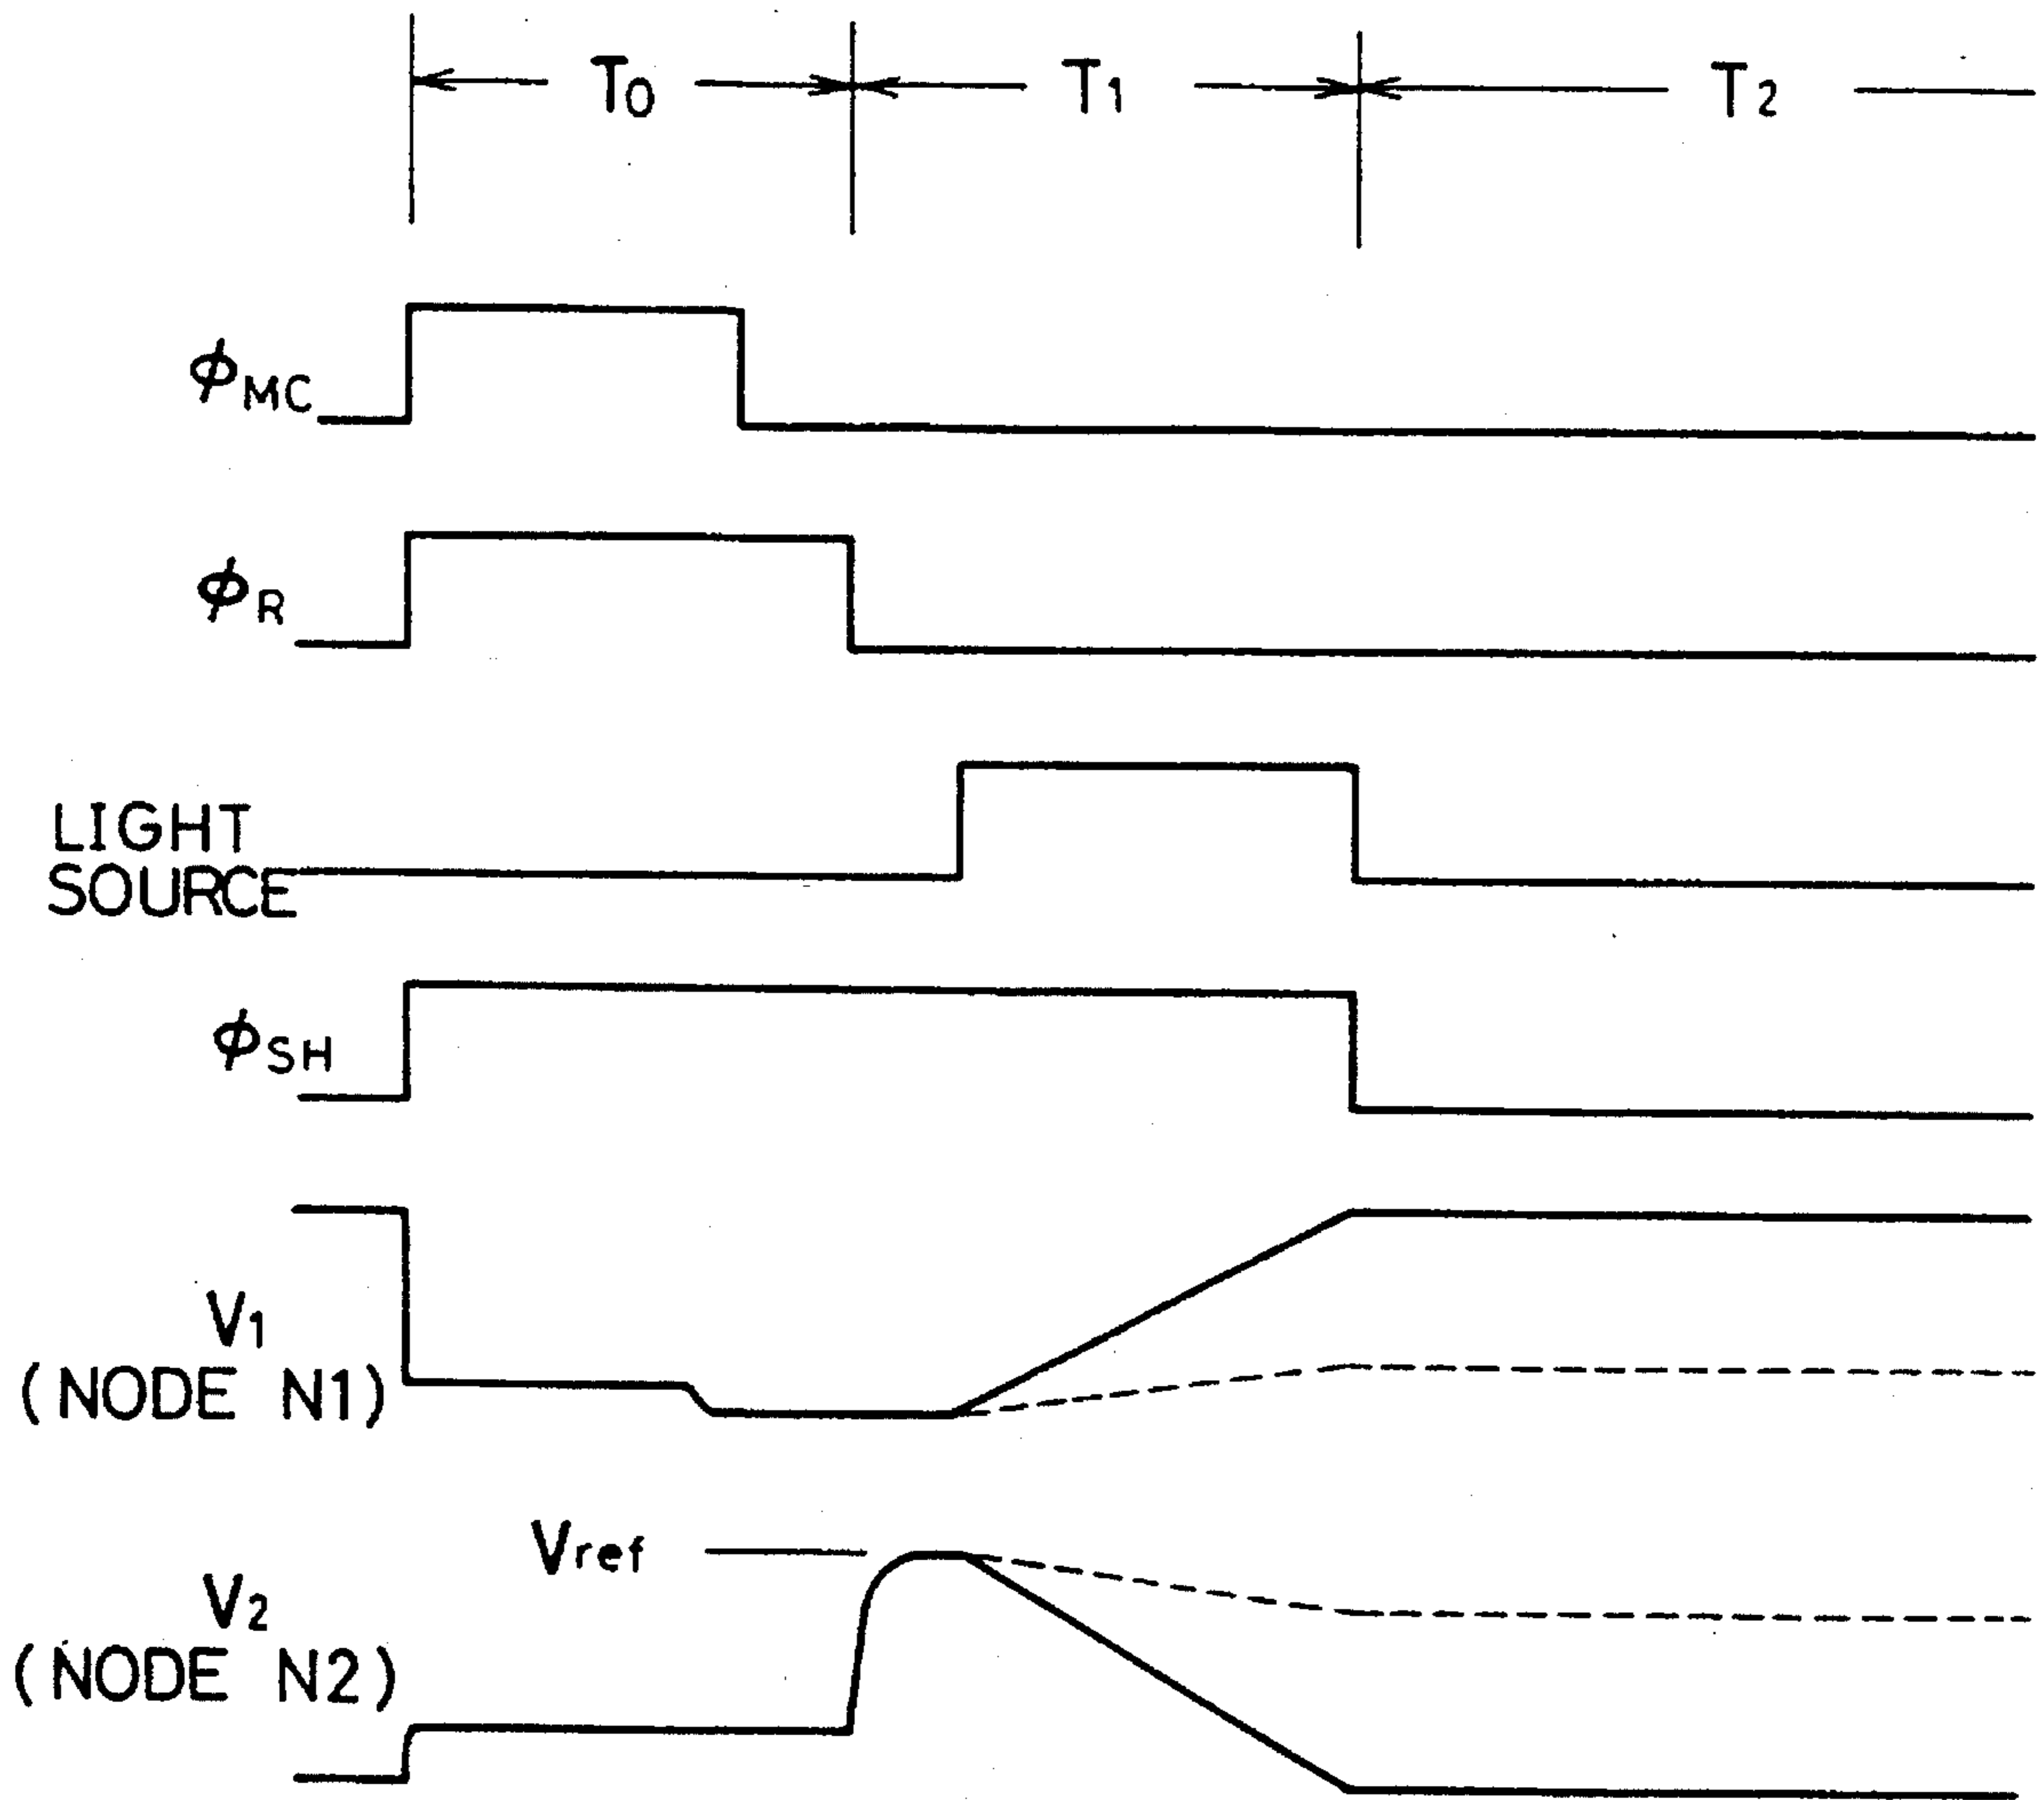 T0 T1 T2
ϕMC
ϕR
LIGHT
SOURCE
ϕSH
V1
(NODE N1)
Vref
V2
(NODE N2)